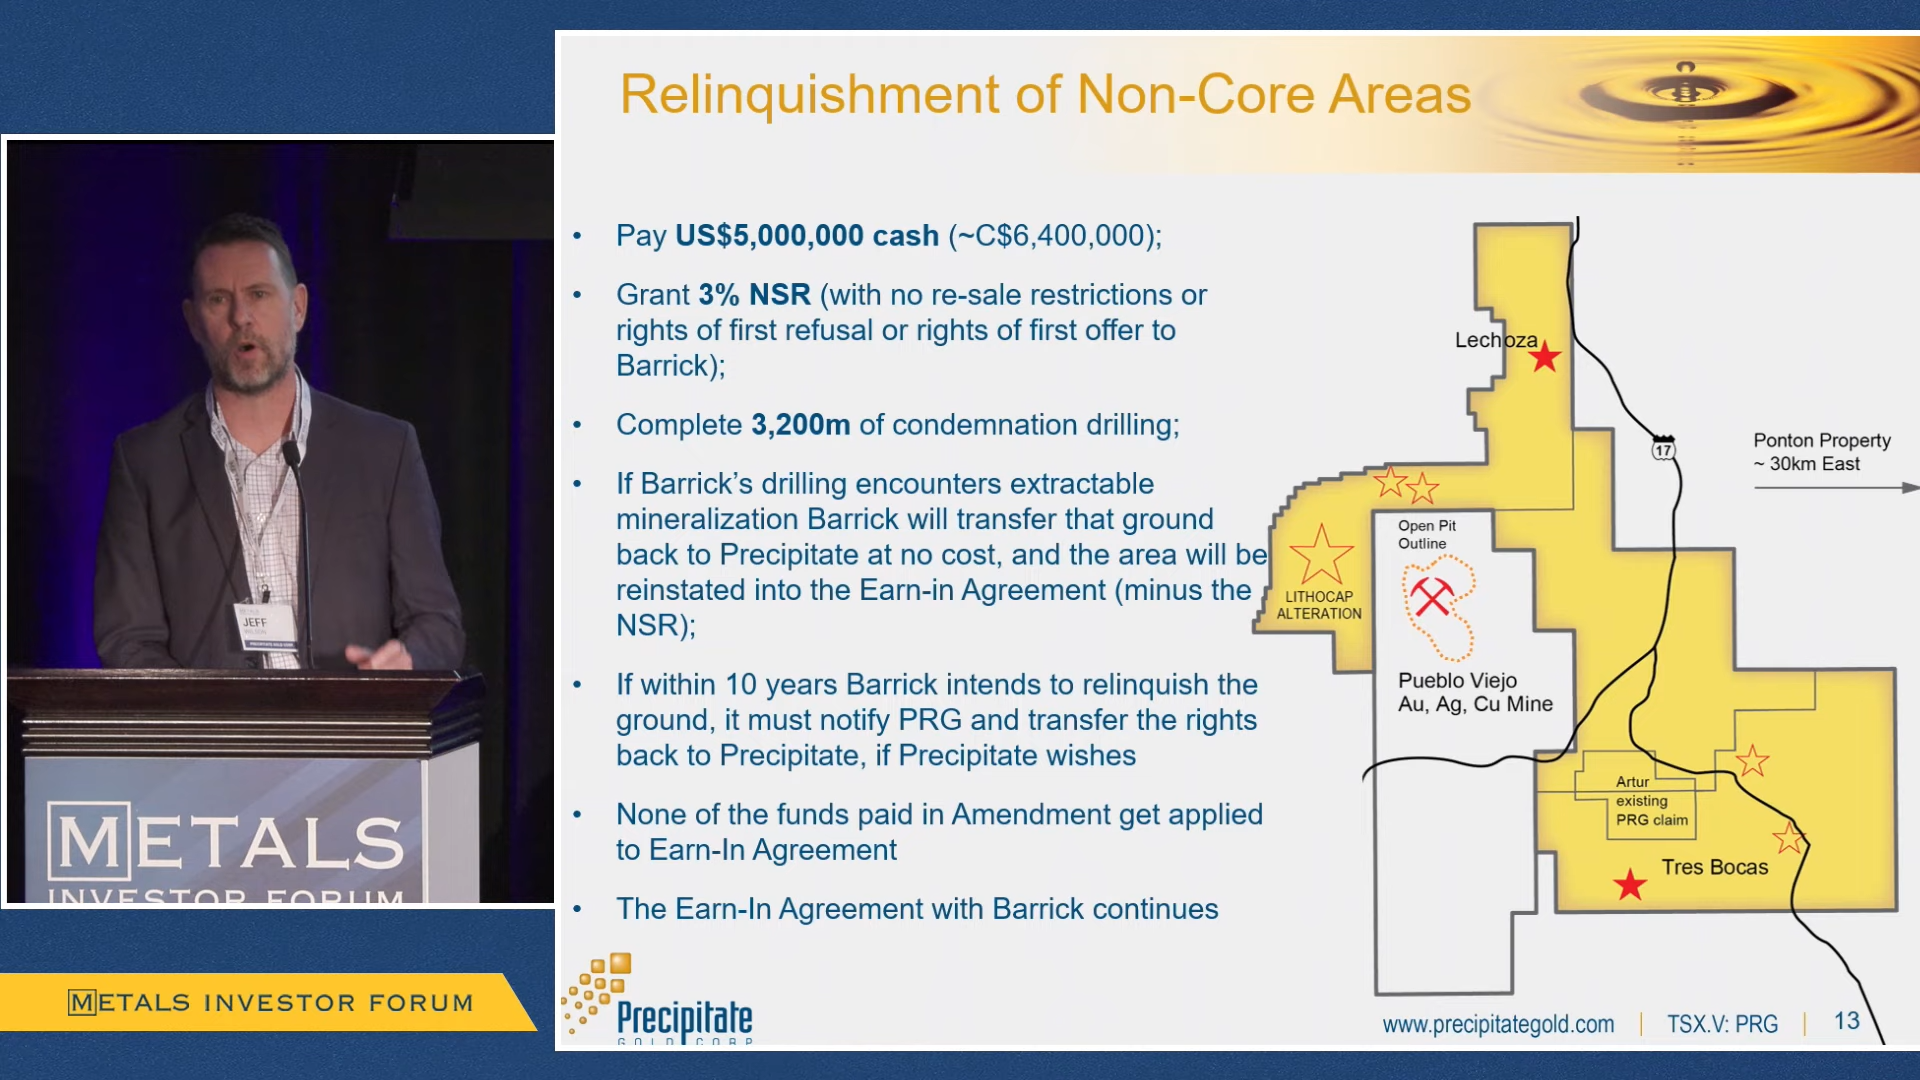 Relinquishment of Non-Core Areas
• Pay US$5,000,000 cash (~C$6,400,000);
• Grant 3% NSR (with no re-sale restrictions or
rights of first refusal or rights of first offer to
Barrick);
• Complete 3,200m of condemnation drilling;
• If Barrick’s drilling encounters extractable
mineralization Barrick will transfer that ground
back to Precipitate at no cost, and the area will be
reinstated into the Earn-in Agreement (minus the
NSR);
• If within 10 years Barrick intends to relinquish the
ground, it must notify PRG and transfer the rights
back to Precipitate, if Precipitate wishes
• None of the funds paid in Amendment get applied
to Earn-In Agreement
• The Earn-In Agreement with Barrick continues
Lechoza
17
Ponton Property
~ 30km East
Open Pit
Outline
LITHOCAP
ALTERATION
Pueblo Viejo
Au, Ag, Cu Mine
Artur
existing
PRG claim
Tres Bocas
Precipitate
GOLD CORP
www.precipitategold.com | TSX.V: PRG | 13
JEFF
METALS
INVESTOR FORUM
METALS INVESTOR FORUM